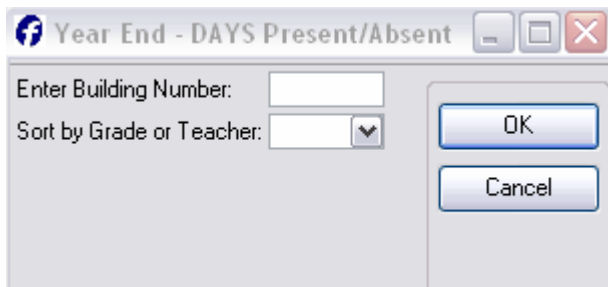 Year End - DAYS Present/Absent
Enter Building Number:
Sort by Grade or Teacher:
OK
Cancel